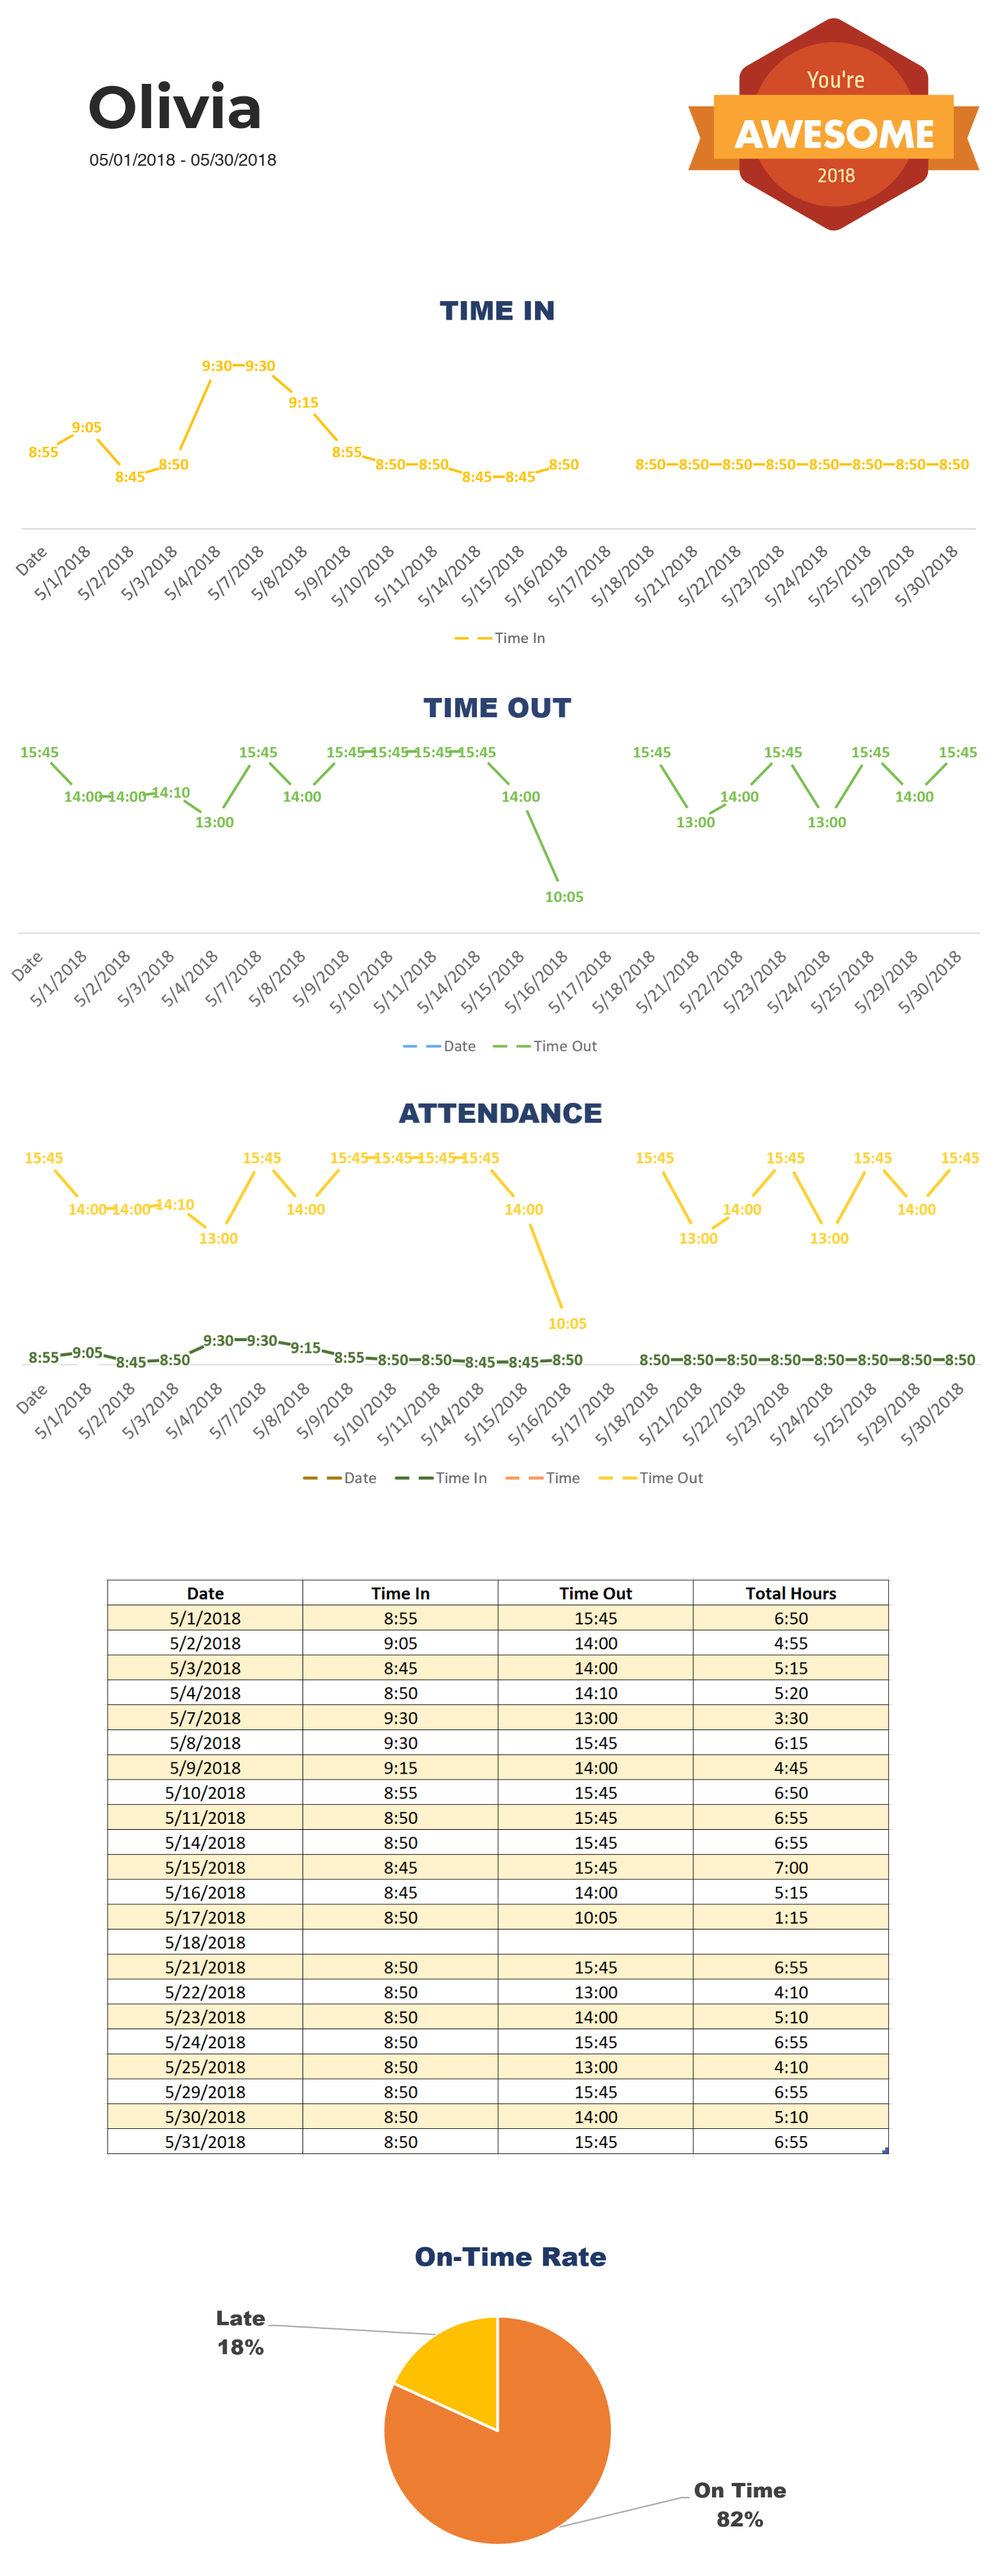 You're
Olivia
AWESOME
05/01/2018 - 05/30/2018
2018
TIME IN
9:30 9:30
9:15
9:05
8:55 8:55
8:50 8:50 8:50 8:50 8:50 8:50 8:50 8:50 8:50 8:50 8:50 8:50
8:45 8:45 8:45
Date 5/1/2018 5/2/2018 5/3/2018 5/4/2018 5/7/2018 5/8/2018 5/9/2018 5/10/2018 5/11/2018 5/14/2018 5/15/2018 5/16/2018 5/17/2018 5/18/2018 5/21/2018 5/22/2018 5/23/2018 5/24/2018 5/25/2018 5/29/2018 5/30/2018
Time In
TIME OUT
15:45 15:45 15:45 15:45 15:45 15:45 15:45 15:45 15:45 15:45
14:00 14:00 14:10 14:00 14:00 14:00 14:00
13:00 13:00 13:00
10:05
Date 5/1/2018 5/2/2018 5/3/2018 5/4/2018 5/7/2018 5/8/2018 5/9/2018 5/10/2018 5/11/2018 5/14/2018 5/15/2018 5/16/2018 5/17/2018 5/18/2018 5/21/2018 5/22/2018 5/23/2018 5/24/2018 5/25/2018 5/29/2018 5/30/2018
Date Time Out
ATTENDANCE
15:45 15:45 15:45 15:45 15:45 15:45 15:45 15:45 15:45 15:45
14:00 14:00 14:10 14:00 14:00 14:00 14:00
13:00 13:00 13:00
10:05
8:55 9:05 8:45 8:50 9:30 9:30 9:15 8:55 8:50 8:50 8:45 8:45 8:50 8:50 8:50 8:50 8:50 8:50 8:50 8:50 8:50
Date 5/1/2018 5/2/2018 5/3/2018 5/4/2018 5/7/2018 5/8/2018 5/9/2018 5/10/2018 5/11/2018 5/14/2018 5/15/2018 5/16/2018 5/17/2018 5/18/2018 5/21/2018 5/22/2018 5/23/2018 5/24/2018 5/25/2018 5/29/2018 5/30/2018
Date Time In Time Time Out
Date Time In Time Out Total Hours
5/1/2018 8:55 15:45 6:50
5/2/2018 9:05 14:00 4:55
5/3/2018 8:45 14:00 5:15
5/4/2018 8:50 14:10 5:20
5/7/2018 9:30 13:00 3:30
5/8/2018 9:30 15:45 6:15
5/9/2018 9:15 14:00 4:45
5/10/2018 8:55 15:45 6:50
5/11/2018 8:50 15:45 6:55
5/14/2018 8:50 15:45 6:55
5/15/2018 8:45 15:45 7:00
5/16/2018 8:45 14:00 5:15
5/17/2018 8:50 10:05 1:15
5/18/2018
5/21/2018 8:50 15:45 6:55
5/22/2018 8:50 13:00 4:10
5/23/2018 8:50 14:00 5:10
5/24/2018 8:50 15:45 6:55
5/25/2018 8:50 13:00 4:10
5/29/2018 8:50 15:45 6:55
5/30/2018 8:50 14:00 5:10
5/31/2018 8:50 15:45 6:55
On-Time Rate
Late
18%
On Time
82%